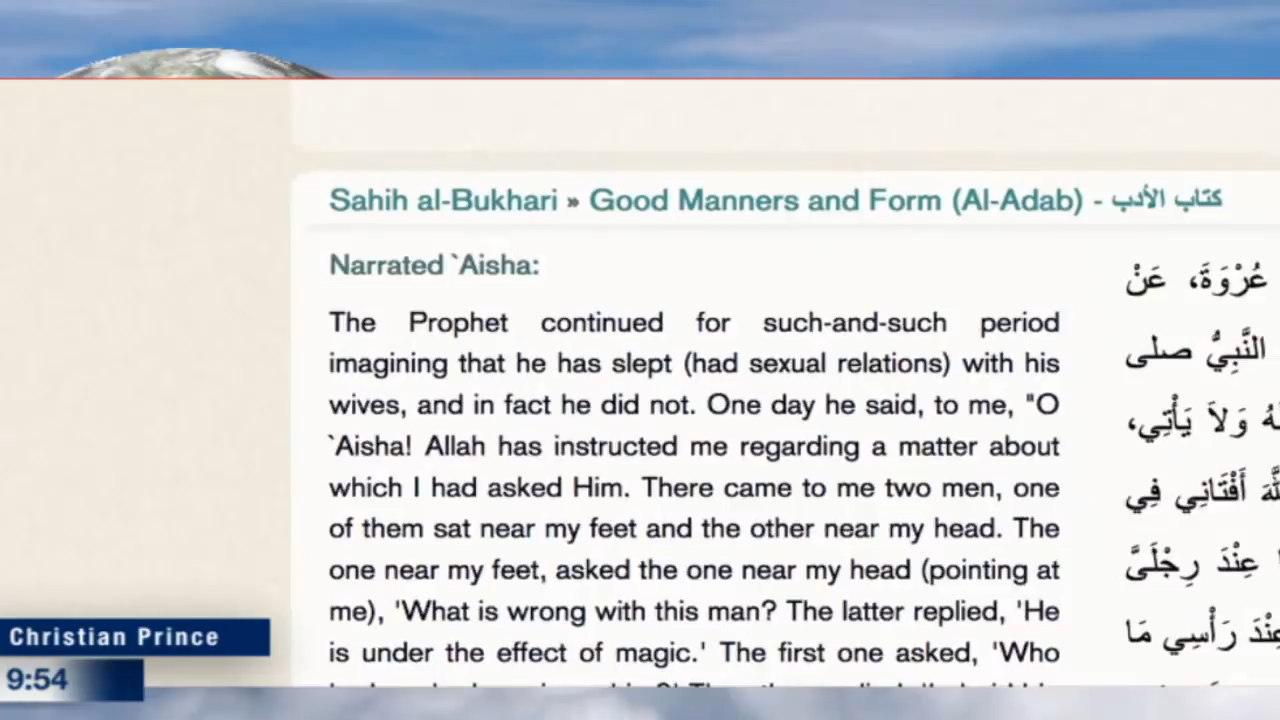 Sahih al-Bukhari » Good Manners and Form (Al-Adab) - كتاب الأدب
Narrated `Aisha:
The Prophet continued for such-and-such period
imagining that he has slept (had sexual relations) with his
wives, and in fact he did not. One day he said, to me, "O
`Aisha! Allah has instructed me regarding a matter about
which I had asked Him. There came to me two men, one
of them sat near my feet and the other near my head. The
one near my feet, asked the one near my head (pointing at
me), 'What is wrong with this man? The latter replied, 'He
is under the effect of magic.' The first one asked, 'Who
عُرْوَةَ، عَنْ
النَّبِيُّ صلى
وَلاَ يَأْتِي،
أَفْتَانِي فِي
عِنْدَ رِجْلَىَّ
رَأْسِي مَا
Christian Prince
9:54